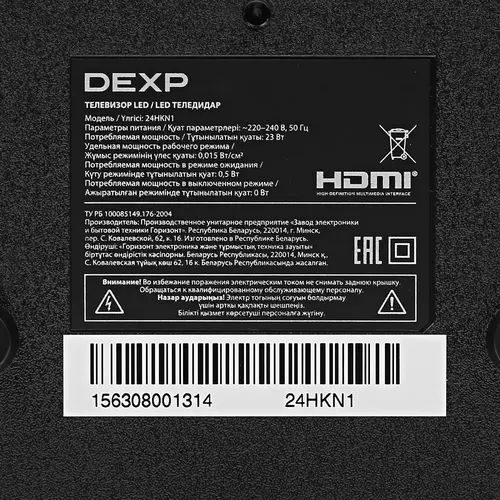 DEXP
ТЕЛЕВИЗОР LED / LED ТЕЛЕДИДАР
Модель / Үлгісі: 24HKN1
Параметры питания / Қуат параметрлері: ~220–240 В, 50 Гц
Потребляемая мощность / Тұтынылатын қуаты: 23 Вт
Удельная мощность рабочего режима /
Жұмыс режимінің үлес қуаты: 0,015 Вт/см²
Потребляемая мощность в режиме ожидания /
Күту режимінде тұтынылатын қуат: 0,5 Вт
Потребляемая мощность в выключенном режиме /
Ажыратылған режимінде тұтынылатын қуат: 0 Вт
HDMI
HIGH-DEFINITION MULTIMEDIA INTERFACE
ТУ РБ 100085149.176-2004
Производитель: Производственное унитарное предприятие «Завод электроники
и бытовой техники Горизонт». Республика Беларусь, 220014, г. Минск,
пер. С. Ковалевской, 62, к. 16. Изготовлено в Республике Беларусь.
Өндіруші: «Горизонт электроника және тұрмыстық техника зауыты»
біртұтас өндірістік кәсіпорны. Беларусь Республикасы, 220014, Минск қ.,
С. Ковалевская тұйық көш 62, 16 к. Беларусь Республикасында жасалған.
EAC
Внимание! Во избежание поражения электрическим током не снимать заднюю крышку.
Обращаться к квалифицированному обслуживающему персоналу.
Назар аударыңыз! Электр тоғының соғуын болдырмау
үшін артқы қақпақты шешпеңіз.
Білікті қызмет көрсетуші персоналға жүгіну.
156308001314 24HKN1